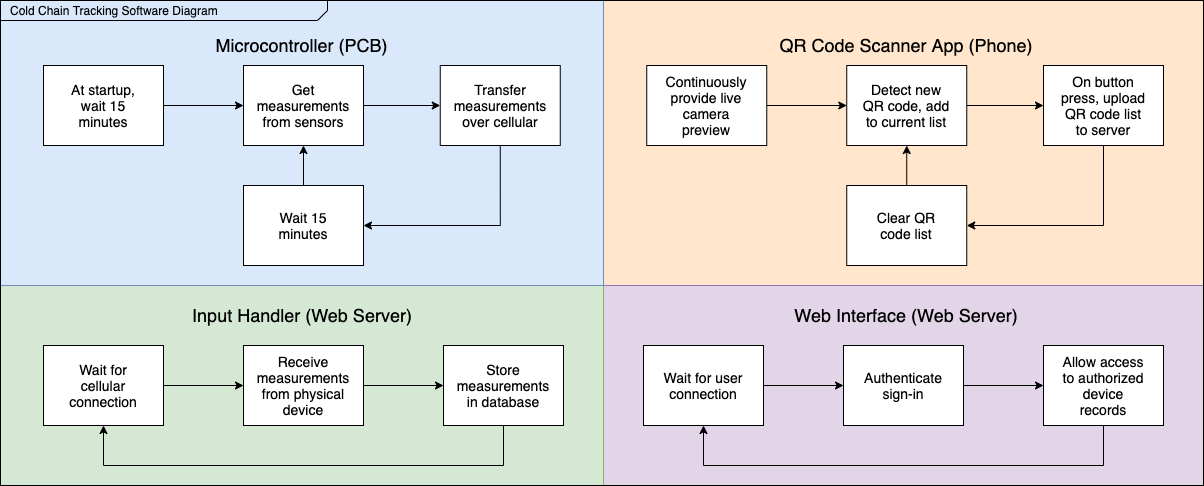 Cold Chain Tracking Software Diagram
Microcontroller (PCB)
At startup,
wait 15
minutes
Get
measurements
from sensors
Transfer
measurements
over cellular
Wait 15
minutes
QR Code Scanner App (Phone)
Continuously
provide live
camera
preview
Detect new
QR code, add
to current list
On button
press, upload
QR code list
to server
Clear QR
code list
Input Handler (Web Server)
Wait for
cellular
connection
Receive
measurements
from physical
device
Store
measurements
in database
Web Interface (Web Server)
Wait for user
connection
Authenticate
sign-in
Allow access
to authorized
device
records